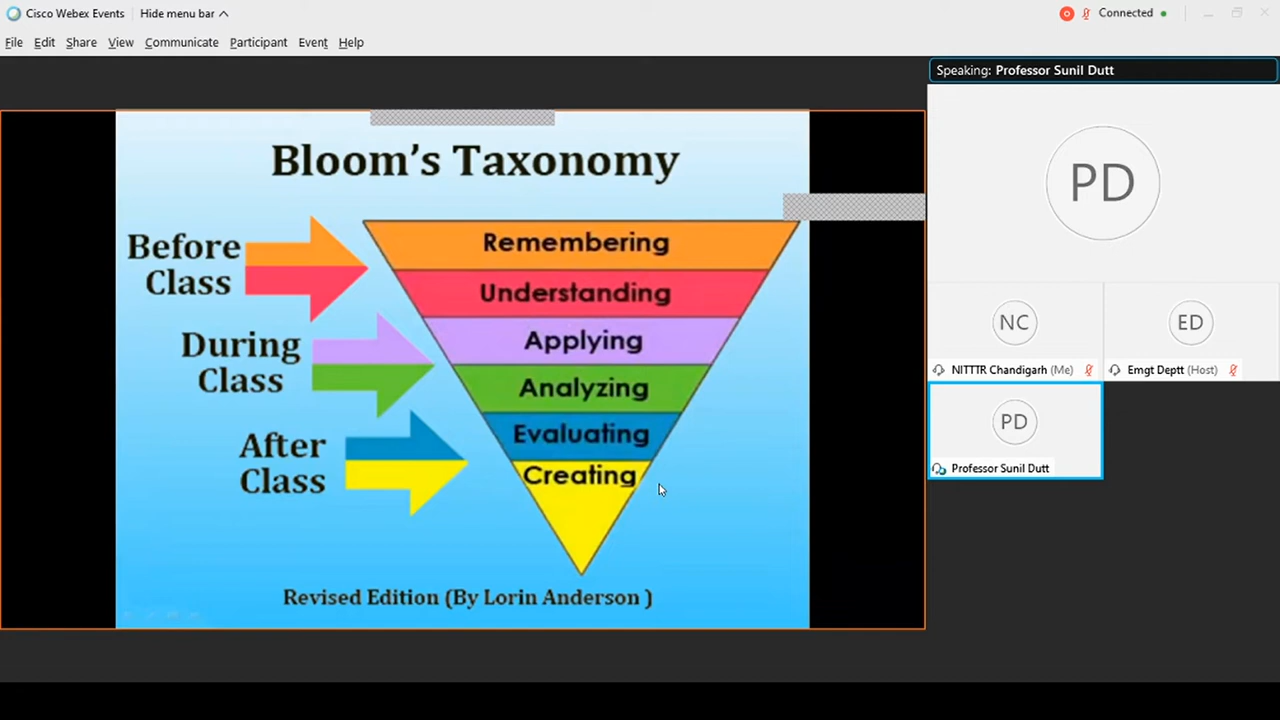 Cisco Webex Events Hide menu bar Connected
File Edit Share View Communicate Participant Event Help
Speaking: Professor Sunil Dutt
PD
NC
NITTTR Chandigarh (Me)
ED
Emgt Deptt (Host)
PD
Professor Sunil Dutt
Bloom's Taxonomy
Before
Class
During
Class
After
Class
Remembering
Understanding
Applying
Analyzing
Evaluating
Creating
Revised Edition (By Lorin Anderson )